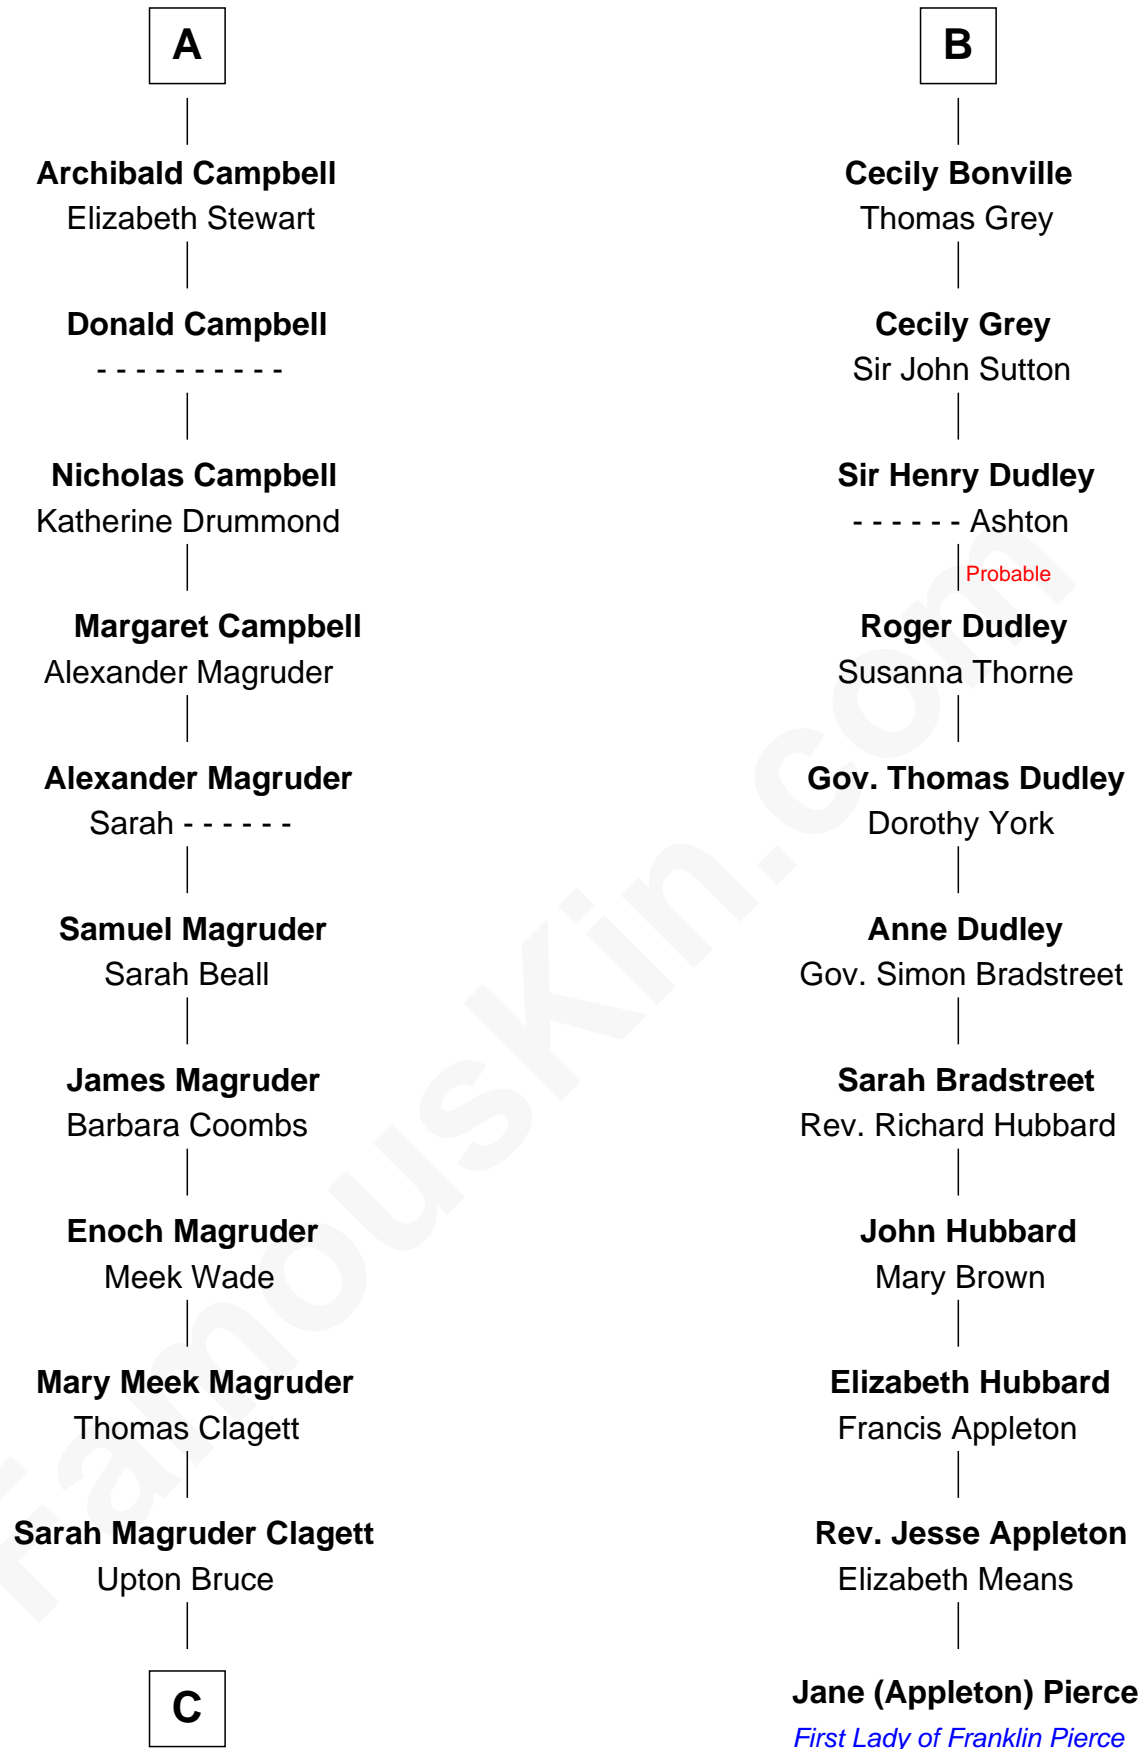 A
Archibald Campbell
Elizabeth Stewart
Donald Campbell
- - - - - - - - - -
Nicholas Campbell
Katherine Drummond
Margaret Campbell
Alexander Magruder
Alexander Magruder
Sarah - - - - - -
Samuel Magruder
Sarah Beall
James Magruder
Barbara Coombs
Enoch Magruder
Meek Wade
Mary Meek Magruder
Thomas Clagett
Sarah Magruder Clagett
Upton Bruce
C
B
Cecily Bonville
Thomas Grey
Cecily Grey
Sir John Sutton
Sir Henry Dudley
- - - - - - Ashton
Probable
Roger Dudley
Susanna Thorne
Gov. Thomas Dudley
Dorothy York
Anne Dudley
Gov. Simon Bradstreet
Sarah Bradstreet
Rev. Richard Hubbard
John Hubbard
Mary Brown
Elizabeth Hubbard
Francis Appleton
Rev. Jesse Appleton
Elizabeth Means
Jane (Appleton) Pierce
First Lady of Franklin Pierce
FamousKin.com